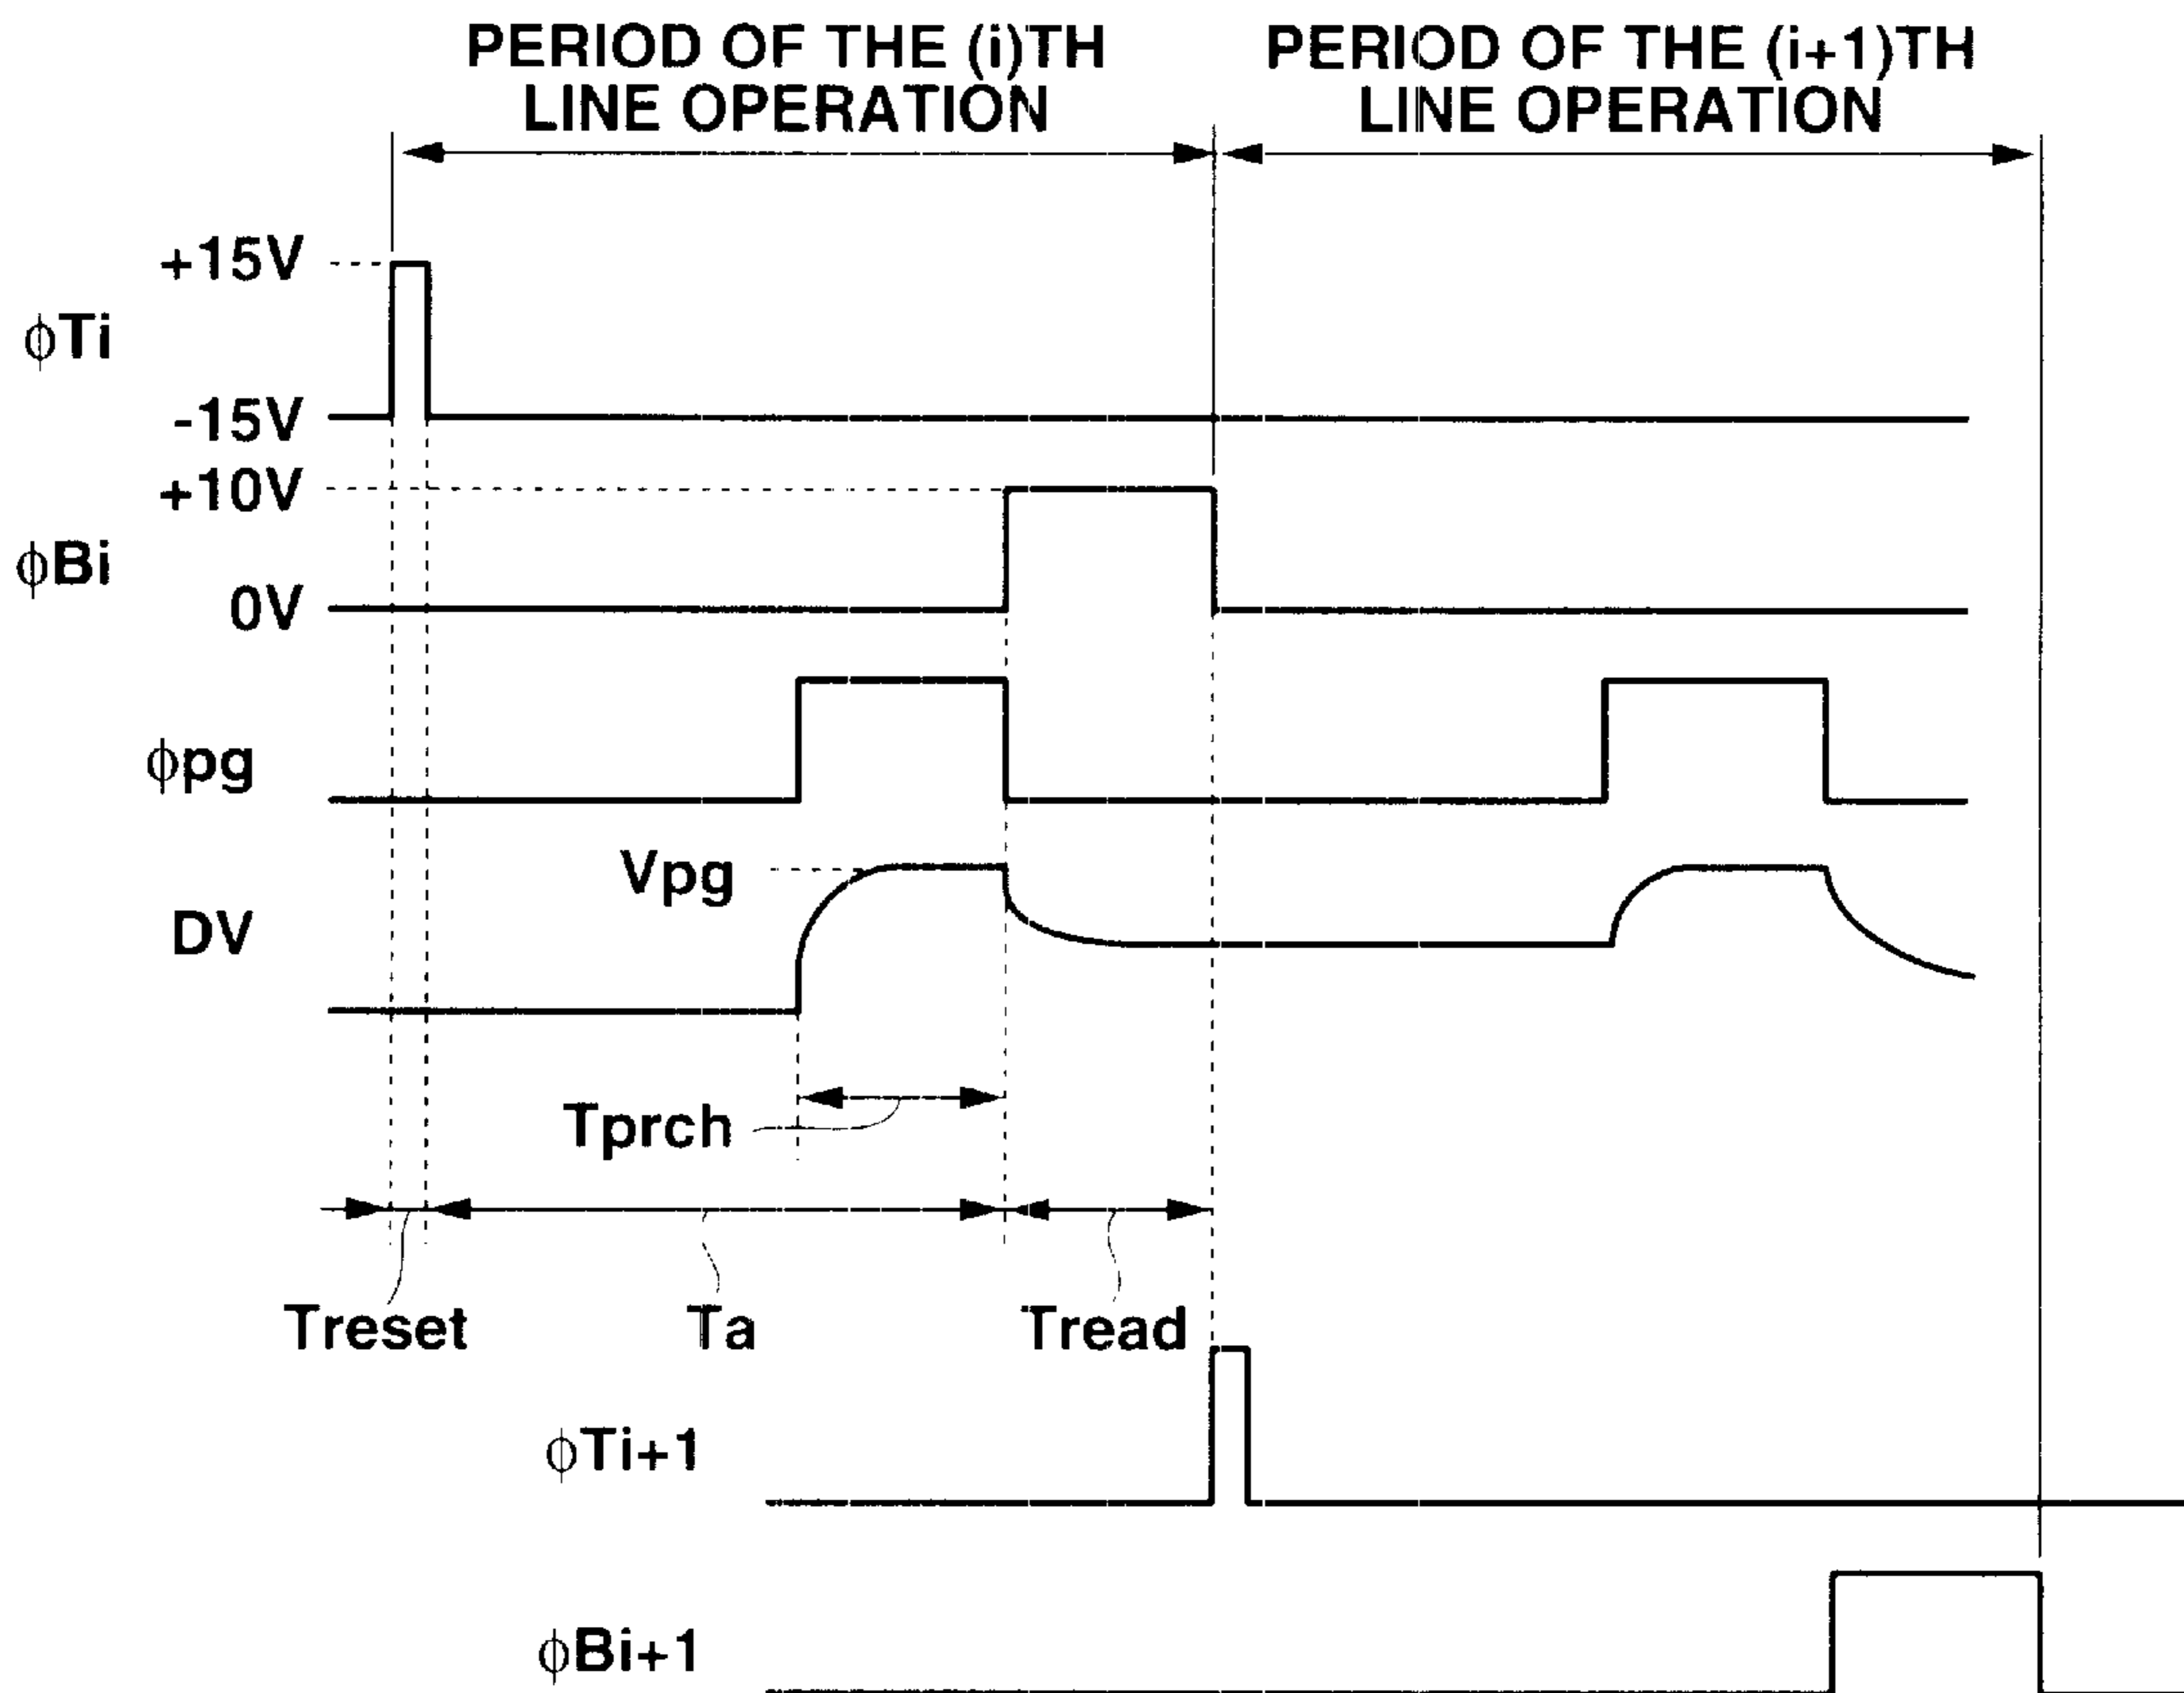 PERIOD OF THE (i)TH
LINE OPERATION
PERIOD OF THE (i+1)TH
LINE OPERATION
+15V
ϕTi
-15V
+10V
ϕBi
0V
ϕpg
Vpg
DV
Tprch
Treset
Ta
Tread
ϕTi+1
ϕBi+1